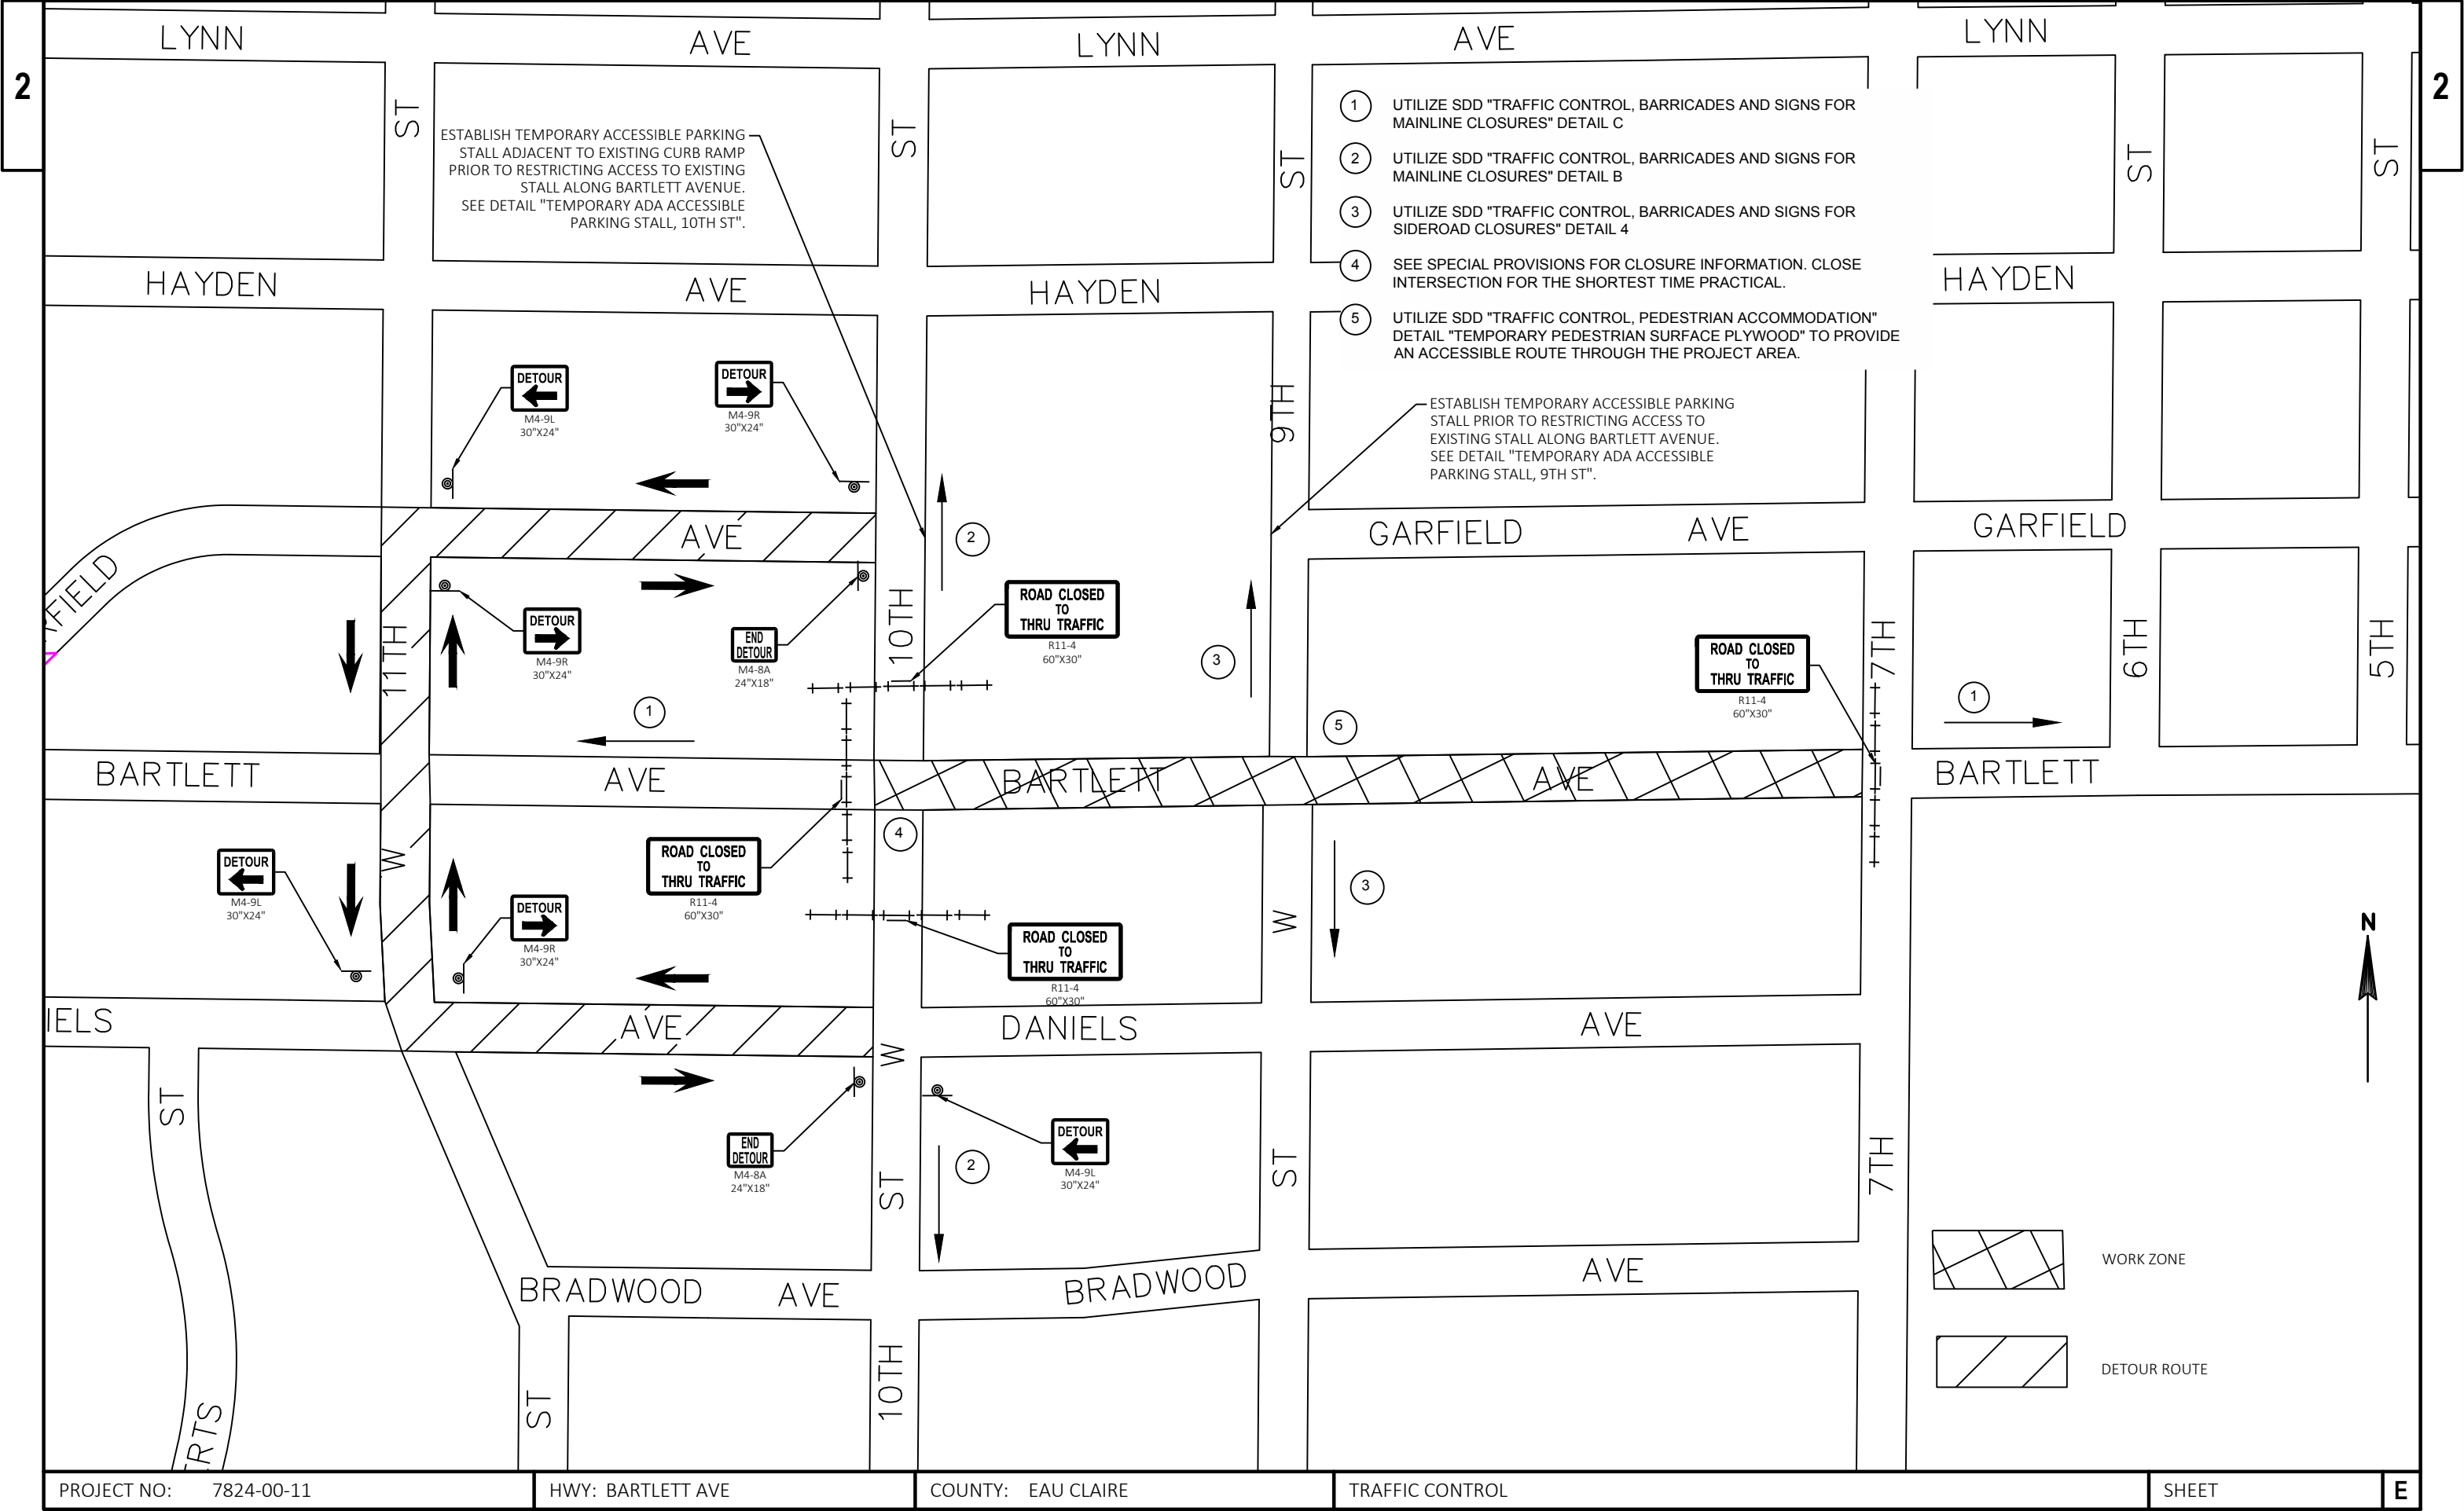 2
2
LYNN
AVE
LYNN
AVE
LYNN
ST
ST
ST
ST
ST
ESTABLISH TEMPORARY ACCESSIBLE PARKING
STALL ADJACENT TO EXISTING CURB RAMP
PRIOR TO RESTRICTING ACCESS TO EXISTING
STALL ALONG BARTLETT AVENUE.
SEE DETAIL "TEMPORARY ADA ACCESSIBLE
PARKING STALL, 10TH ST".
1 UTILIZE SDD "TRAFFIC CONTROL, BARRICADES AND SIGNS FOR
MAINLINE CLOSURES" DETAIL C
2 UTILIZE SDD "TRAFFIC CONTROL, BARRICADES AND SIGNS FOR
MAINLINE CLOSURES" DETAIL B
3 UTILIZE SDD "TRAFFIC CONTROL, BARRICADES AND SIGNS FOR
SIDEROAD CLOSURES" DETAIL 4
4 SEE SPECIAL PROVISIONS FOR CLOSURE INFORMATION. CLOSE
INTERSECTION FOR THE SHORTEST TIME PRACTICAL.
5 UTILIZE SDD "TRAFFIC CONTROL, PEDESTRIAN ACCOMMODATION"
DETAIL "TEMPORARY PEDESTRIAN SURFACE PLYWOOD" TO PROVIDE
AN ACCESSIBLE ROUTE THROUGH THE PROJECT AREA.
HAYDEN
AVE
HAYDEN
HAYDEN
DETOUR
M4-9L
30"X24"
DETOUR
M4-9R
30"X24"
9TH
ESTABLISH TEMPORARY ACCESSIBLE PARKING
STALL PRIOR TO RESTRICTING ACCESS TO
EXISTING STALL ALONG BARTLETT AVENUE.
SEE DETAIL "TEMPORARY ADA ACCESSIBLE
PARKING STALL, 9TH ST".
AVE
2
GARFIELD
AVE
GARFIELD
RFIELD
11TH
DETOUR
M4-9R
30"X24"
END
DETOUR
M4-8A
24"X18"
10TH
ROAD CLOSED
TO
THRU TRAFFIC
R11-4
60"X30"
3
ROAD CLOSED
TO
THRU TRAFFIC
R11-4
60"X30"
7TH
6TH
5TH
1
1
5
BARTLETT
AVE
BARTLETT
AVE
BARTLETT
W
4
DETOUR
M4-9L
30"X24"
ROAD CLOSED
TO
THRU TRAFFIC
R11-4
60"X30"
3
DETOUR
M4-9R
30"X24"
ROAD CLOSED
TO
THRU TRAFFIC
R11-4
60"X30"
W
N
IELS
AVE
DANIELS
AVE
W
ST
END
DETOUR
M4-8A
24"X18"
ST
2
DETOUR
M4-9L
30"X24"
ST
7TH
BRADWOOD
AVE
BRADWOOD
AVE
WORK ZONE
DETOUR ROUTE
ERTS
ST
10TH
PROJECT NO: 7824-00-11
HWY: BARTLETT AVE
COUNTY: EAU CLAIRE
TRAFFIC CONTROL
SHEET
E